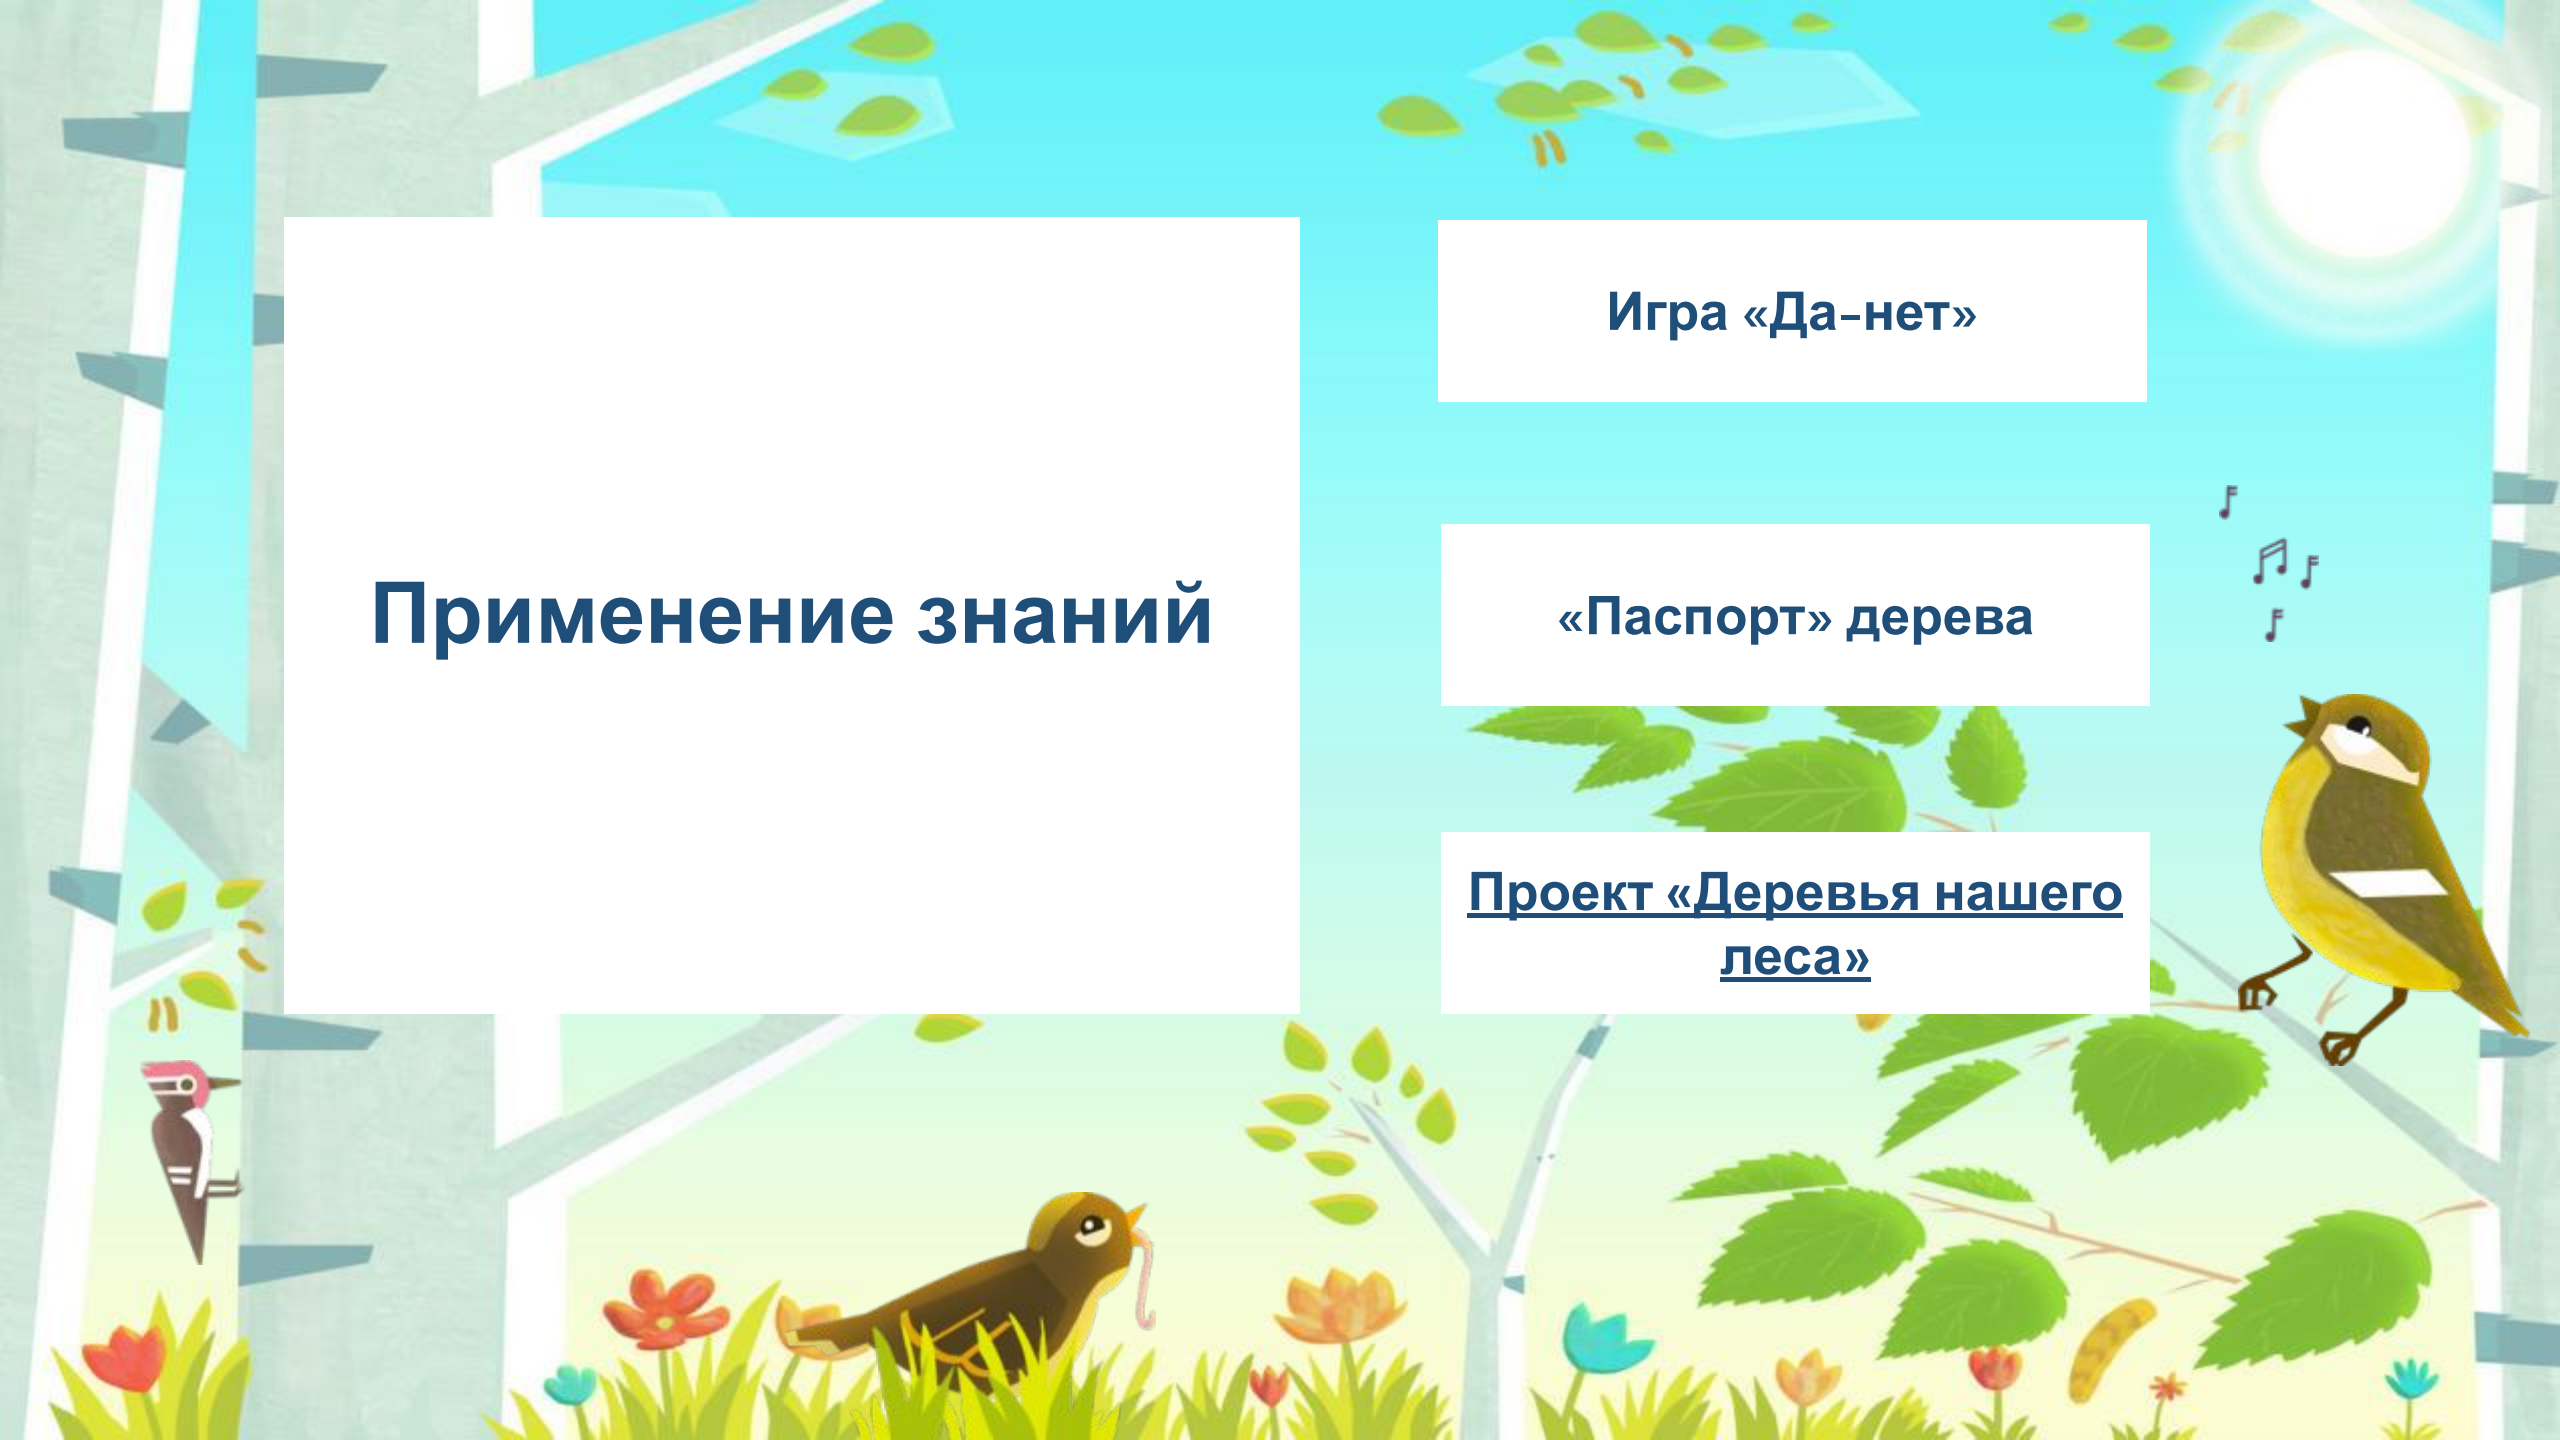 Применение знаний
Игра «Да-нет»
«Паспорт» дерева
Проект «Деревья нашего
леса»